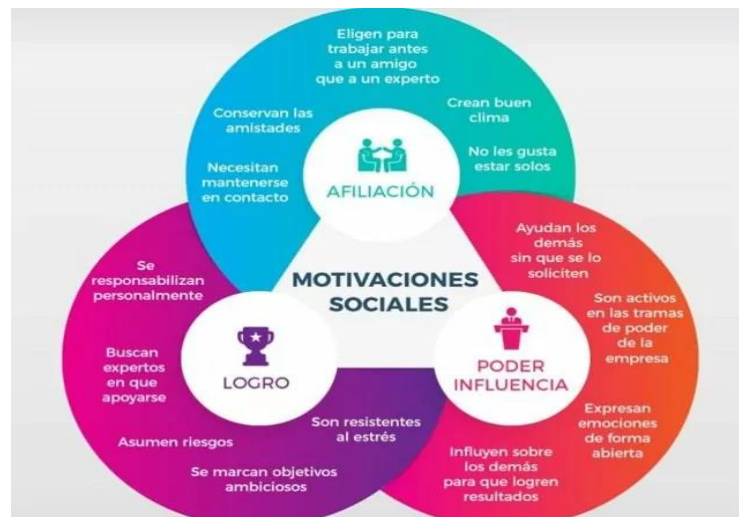 Eligen para
trabajar antes
a un amigo
que a un experto
Conservan las
amistades
Crean buen
clima
Necesitan
mantenerse
en contacto
No les gusta
estar solos
AFILIACIÓN
MOTIVACIONES
SOCIALES
Se
responsabilizan
personalmente
Buscan
expertos
en que
apoyarse
Asumen riesgos
Se marcan objetivos
ambiciosos
Son resistentes
al estrés
LOGRO
Ayudan los
demás
sin que se lo
soliciten
Son activos
en las tramas
de poder
de la
empresa
Expresan
emociones
de forma
abierta
Influyen sobre
los demás
para que logren
resultados
PODER
INFLUENCIA